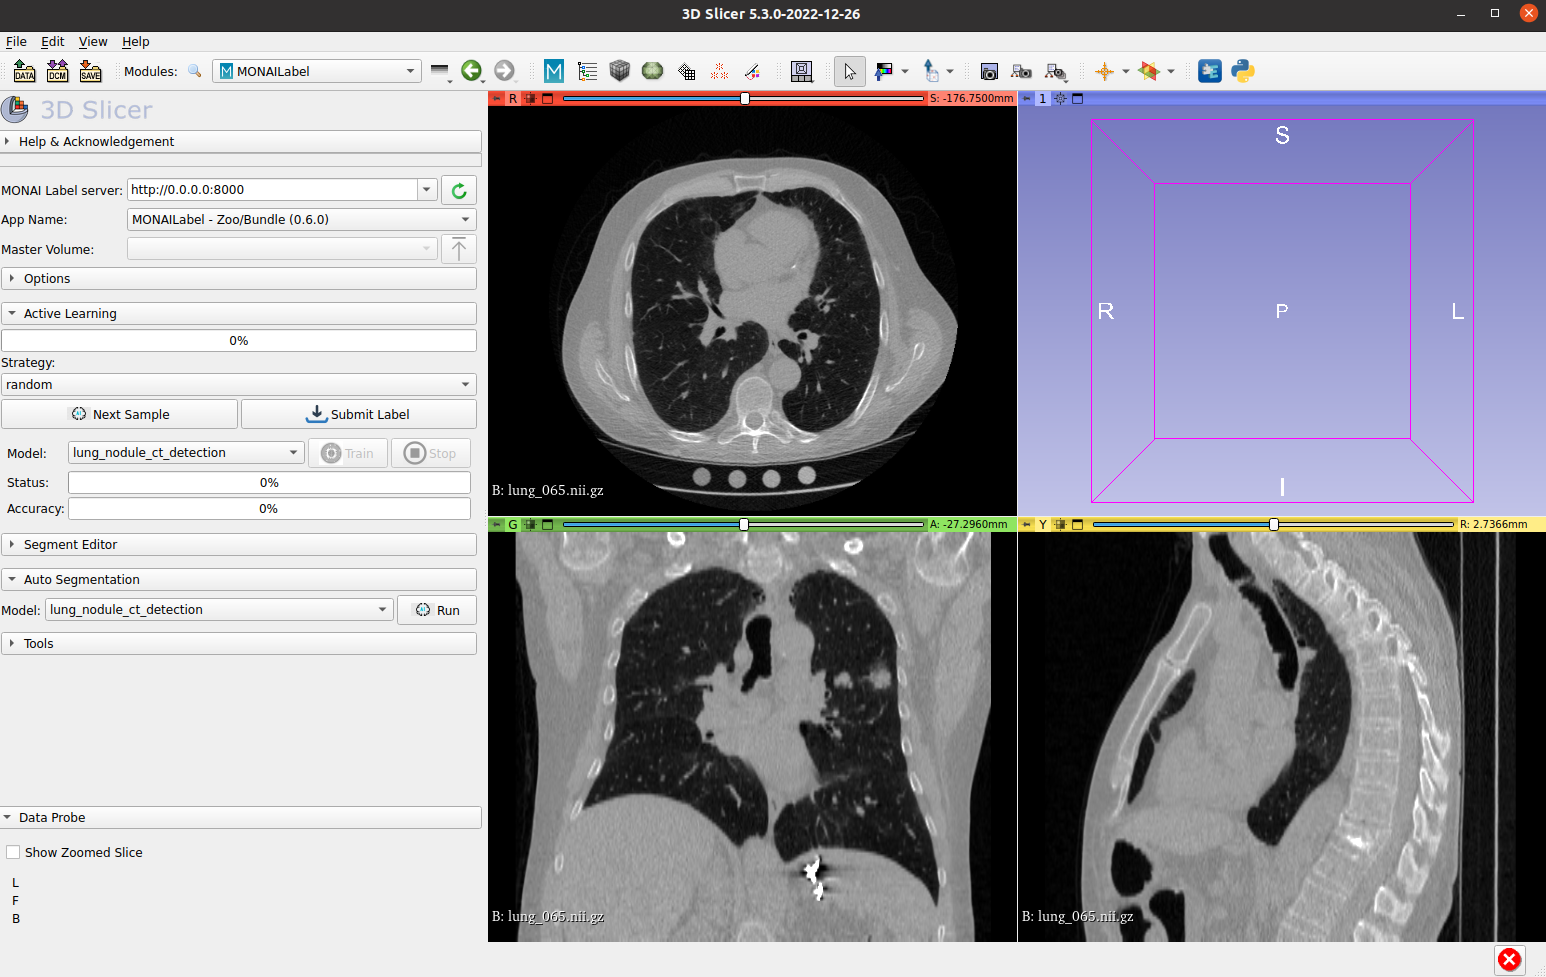 3D Slicer 5.3.0-2022-12-26
File Edit View Help
DATA DCM SAVE Modules: M MONAILabel M
3D Slicer
Help & Acknowledgement
MONAI Label server: http://0.0.0.0:8000
App Name: MONAILabel - Zoo/Bundle (0.6.0)
Master Volume:
Options
Active Learning
0%
Strategy:
random
Next Sample Submit Label
Model: lung_nodule_ct_detection Train Stop
Status: 0%
Accuracy: 0%
Segment Editor
Auto Segmentation
Model: lung_nodule_ct_detection Run
Tools
Data Probe
Show Zoomed Slice
L
F
B
R S: -176.7500mm
B: lung_065.nii.gz
1
S
R P L
I
G A: -27.2960mm
B: lung_065.nii.gz
Y R: 2.7366mm
B: lung_065.nii.gz